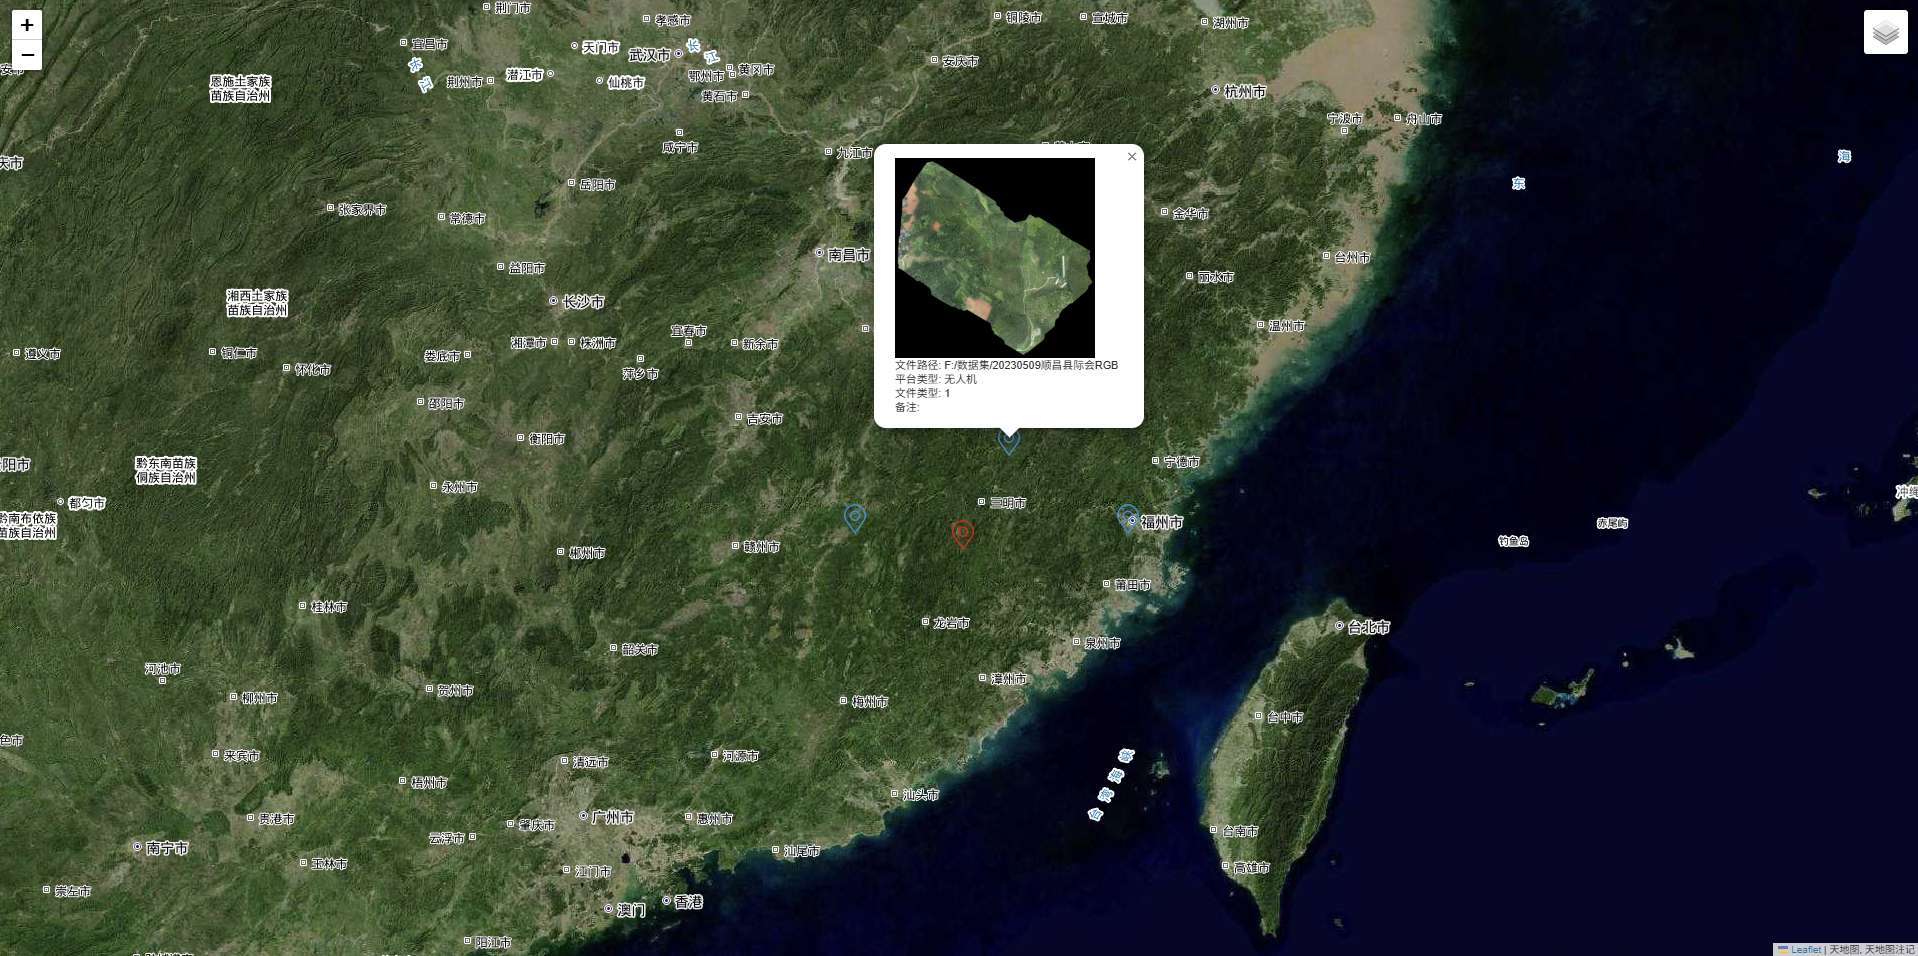 +
−
荆门市
孝感市
铜陵市
宣城市
湖州市
宜昌市
天门市
武汉市
长
江
安庆市
恩施土家族
苗族自治州
长
江
荆州市
潜江市
仙桃市
鄂州市
黄冈市
黄石市
杭州市
宁波市
舟山市
咸宁市
九江市
海
东
岳阳市
张家界市
常德市
金华市
南昌市
台州市
益阳市
丽水市
湘西土家族
苗族自治州
长沙市
宜春市
温州市
遵义市
铜仁市
怀化市
娄底市
湘潭市
株洲市
新余市
萍乡市
×
文件路径: F:/数据集/20230509顺昌县际会RGB
平台类型: 无人机
文件类型: 1
备注:
邵阳市
吉安市
衡阳市
黔东南苗族
侗族自治州
宁德市
永州市
都匀市
三明市
黔南布依族
苗族自治州
福州市
赤尾屿
钓鱼岛
郴州市
赣州市
莆田市
桂林市
龙岩市
台北市
韶关市
泉州市
河池市
漳州市
柳州市
贺州市
梅州市
台中市
色市
来宾市
清远市
河源市
台
湾
海
峡
梧州市
汕头市
贵港市
广州市
惠州市
肇庆市
云浮市
台南市
南宁市
玉林市
汕尾市
江门市
高雄市
崇左市
澳门
香港
阳江市
Leaflet | 天地图, 天地图注记